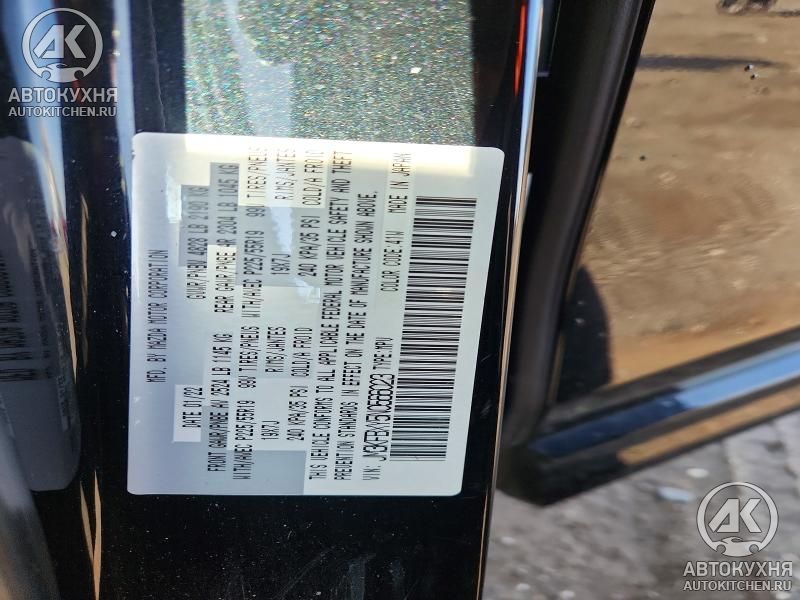 АВТОКУХНЯ
AUTOKITCHEN.RU
MFD. BY MAZDA MOTOR CORPORATION
DATE 01/22 GVWR/PNBV 4828 LB 2190 KG
FRONT GAWR/PNBE AV 2524 LB 1145 KG REAR GAWR/PNBE AR 2304 LB 1045 KG
WITH/AVEC P225/55R19 99V TIRES/PNEUS WITH/AVEC P225/55R19 99V TIRES/PNEUS
19X7J RIMS/JANTES 19X7J RIMS/JANTES
240 KPA/35 PSI COLD/A FROID 240 KPA/35 PSI COLD/A FROID
THIS VEHICLE CONFORMS TO ALL APPLICABLE FEDERAL MOTOR VEHICLE SAFETY AND THEFT
PREVENTION STANDARDS IN EFFECT ON THE DATE OF MANUFACTURE SHOWN ABOVE.
VIN: TYPE:MPV
COLOR CODE:41W MADE IN JAPAN
АК
АВТОКУХНЯ
AUTOKITCHEN.RU